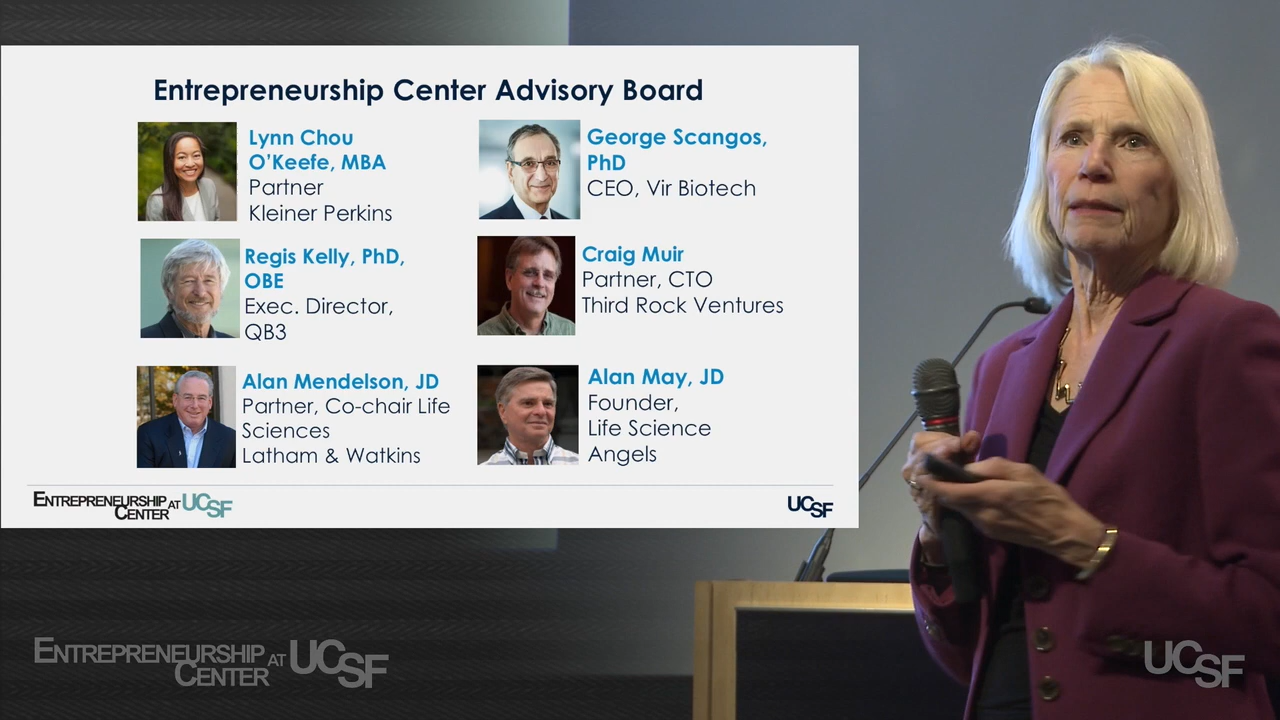 Entrepreneurship Center Advisory Board
Lynn Chou
O'Keefe, MBA
Partner
Kleiner Perkins
George Scangos,
PhD
CEO, Vir Biotech
Regis Kelly, PhD,
OBE
Exec. Director,
QB3
Craig Muir
Partner, CTO
Third Rock Ventures
Alan Mendelson, JD
Partner, Co-chair Life
Sciences
Latham & Watkins
Alan May, JD
Founder,
Life Science
Angels
ENTREPRENEURSHIP AT UCSF
CENTER
UCSF
ENTREPRENEURSHIP AT UCSF
CENTER
UCSF